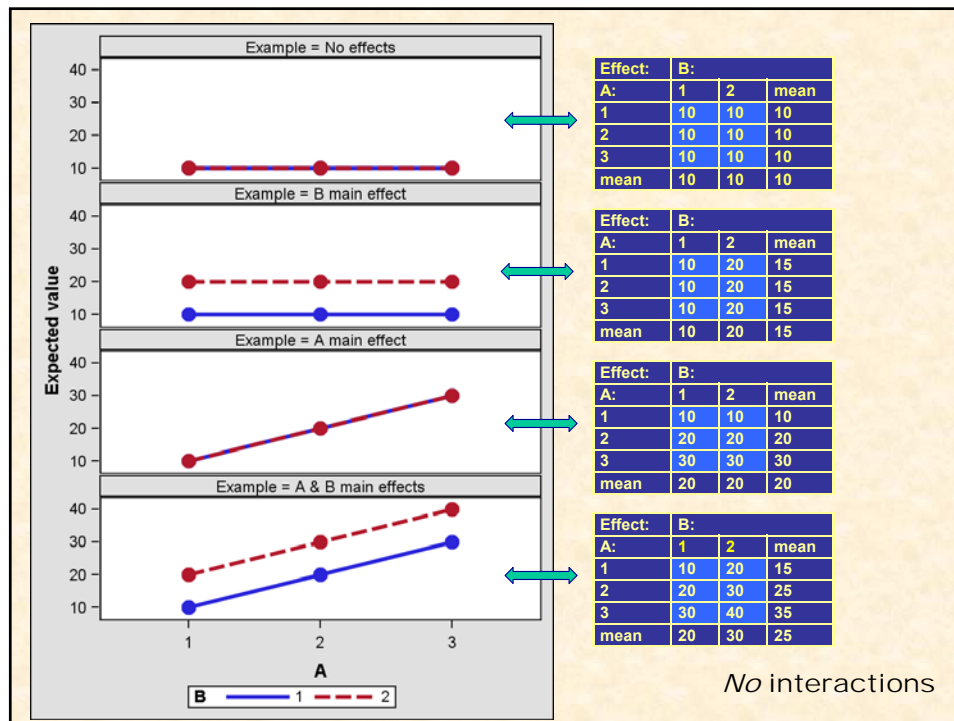 Example = No effects
40
30
20
10
Example = B main effect
40
30
20
10
Example = A main effect
40
30
20
10
Example = A & B main effects
40
30
20
10
Expected value
1 2 3
A
B 1 2
Effect: B:
A: 1 2 mean
1 10 10 10
2 10 10 10
3 10 10 10
mean 10 10 10
Effect: B:
A: 1 2 mean
1 10 20 15
2 10 20 15
3 10 20 15
mean 10 20 15
Effect: B:
A: 1 2 mean
1 10 10 10
2 20 20 20
3 30 30 30
mean 20 20 20
Effect: B:
A: 1 2 mean
1 10 20 15
2 20 30 25
3 30 40 35
mean 20 30 25
No interactions